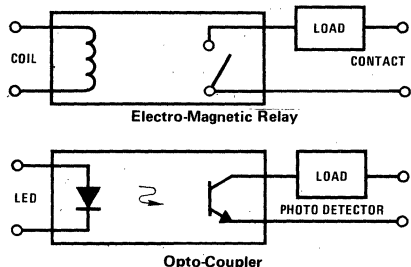 LOAD
COIL
CONTACT
Electro-Magnetic Relay
LOAD
LED
PHOTO DETECTOR
Opto-Coupler